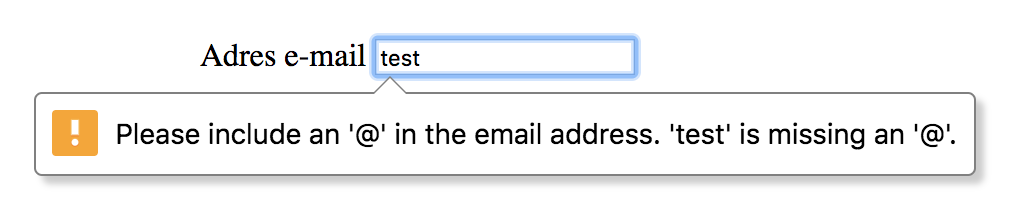 Adres e-mail test
Please include an '@' in the email address. 'test' is missing an '@'.